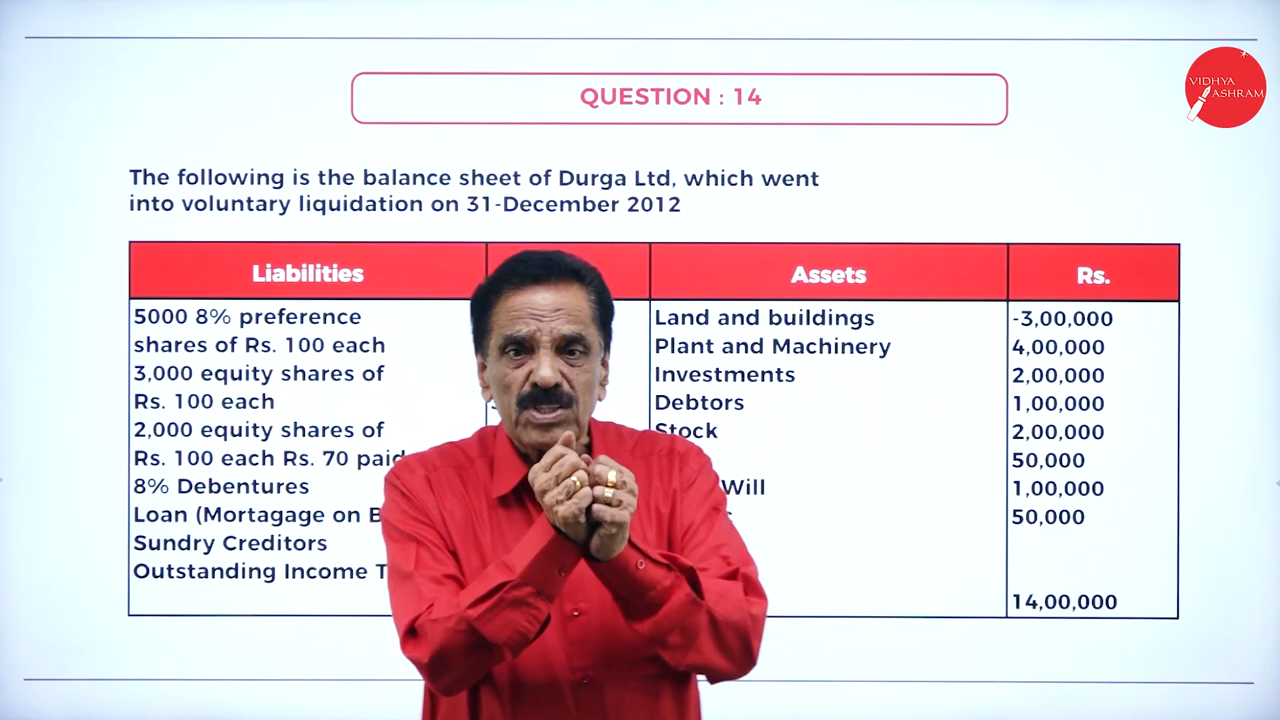 QUESTION : 14
VIDHYA
ASHRAM
The following is the balance sheet of Durga Ltd, which went
into voluntary liquidation on 31-December 2012
Liabilities Assets Rs.
5000 8% preference Land and buildings -3,00,000
shares of Rs. 100 each Plant and Machinery 4,00,000
3,000 equity shares of Investments 2,00,000
Rs. 100 each Debtors 1,00,000
2,000 equity shares of Stock 2,00,000
Rs. 100 each Rs. 70 paid 50,000
8% Debentures Will 1,00,000
Loan (Mortagage on 50,000
Sundry Creditors
Outstanding Income
14,00,000